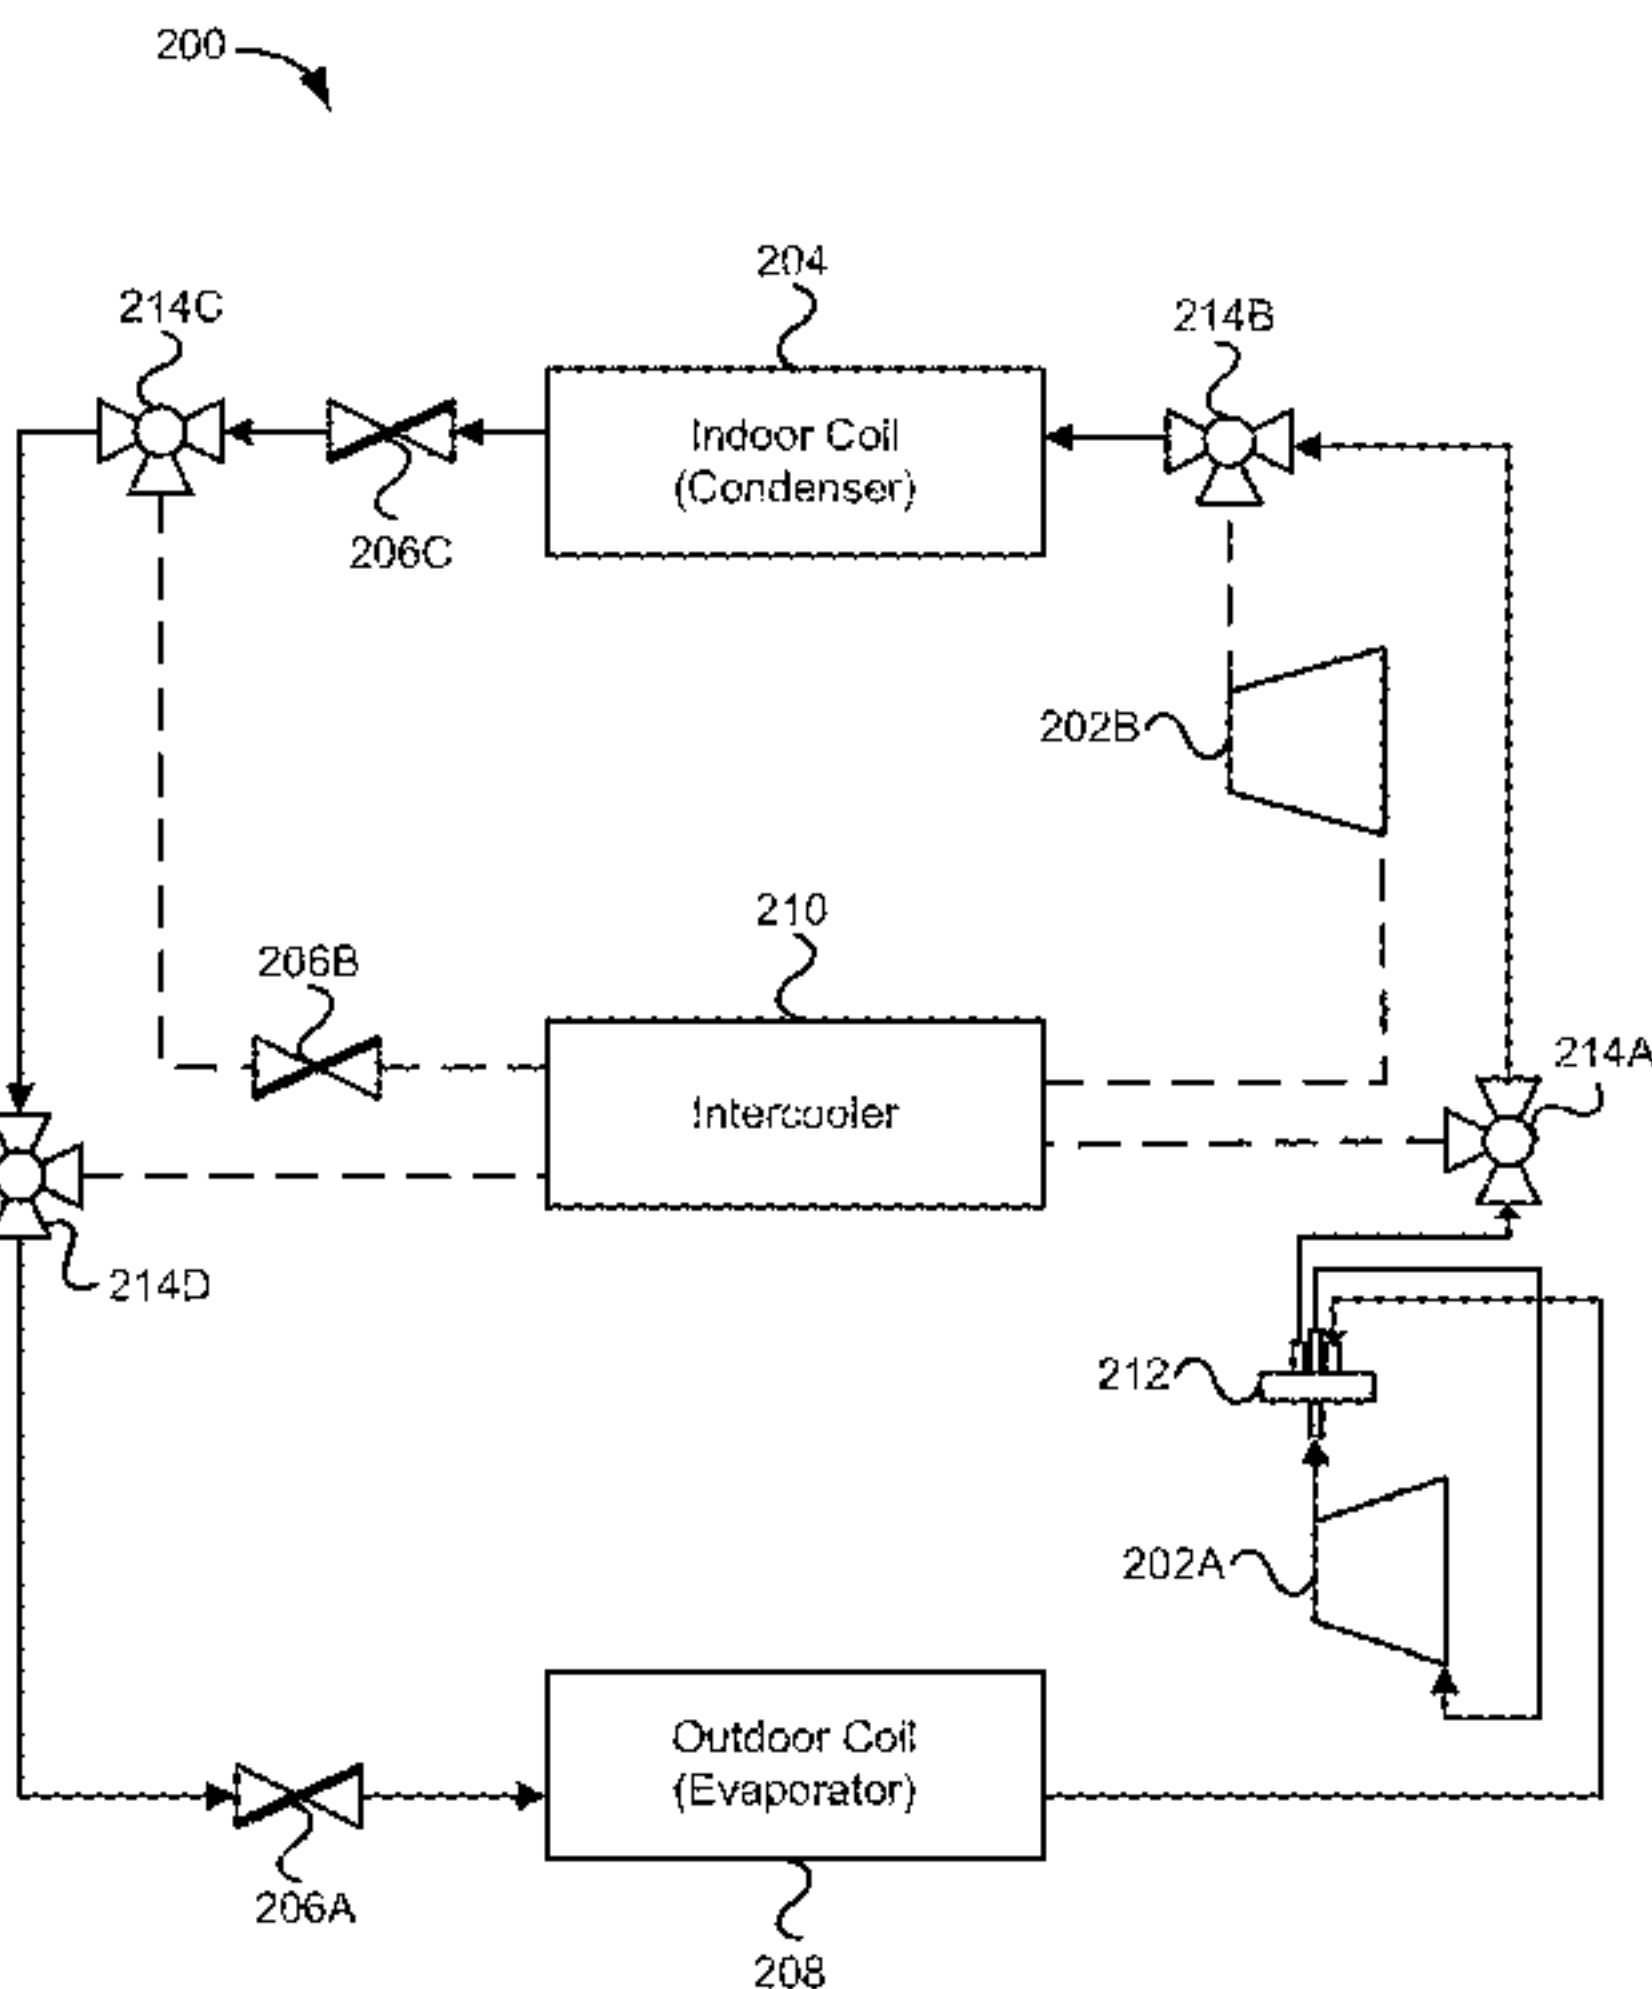 200
204
214C
214B
Indoor Coil
(Condenser)
206C
202B
210
206B
214A
Intercooler
214D
212
202A
Outdoor Coil
(Evaporator)
206A
208